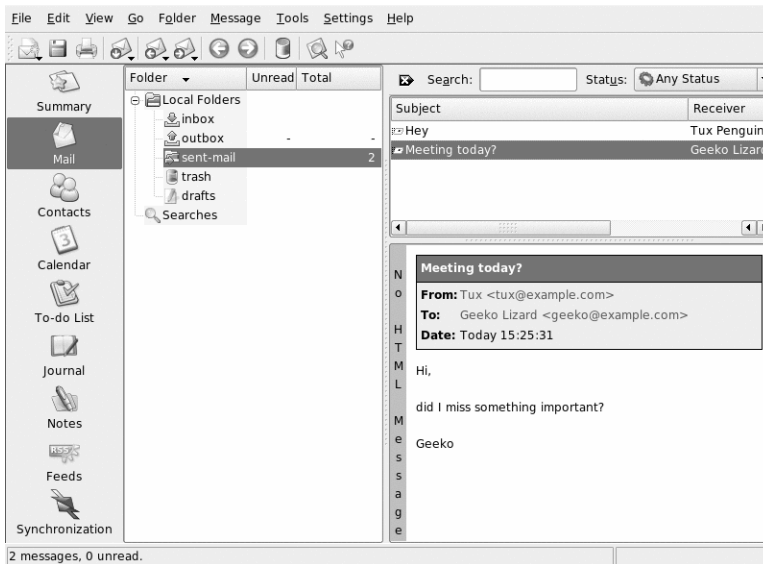 File Edit View Go Folder Message Tools Settings Help
Summary
Mail
Contacts
Calendar
To-do List
Journal
Notes
Feeds
Synchronization
Folder Unread Total
Local Folders
inbox
outbox - -
sent-mail 2
trash
drafts
Searches
Search: Status: Any Status
Subject Receiver
Hey Tux Penguin
Meeting today? Geeko Lizard
No HTML Message
Meeting today?
From: Tux <tux@example.com>
To: Geeko Lizard <geeko@example.com>
Date: Today 15:25:31
Hi,
did I miss something important?
Geeko
2 messages, 0 unread.